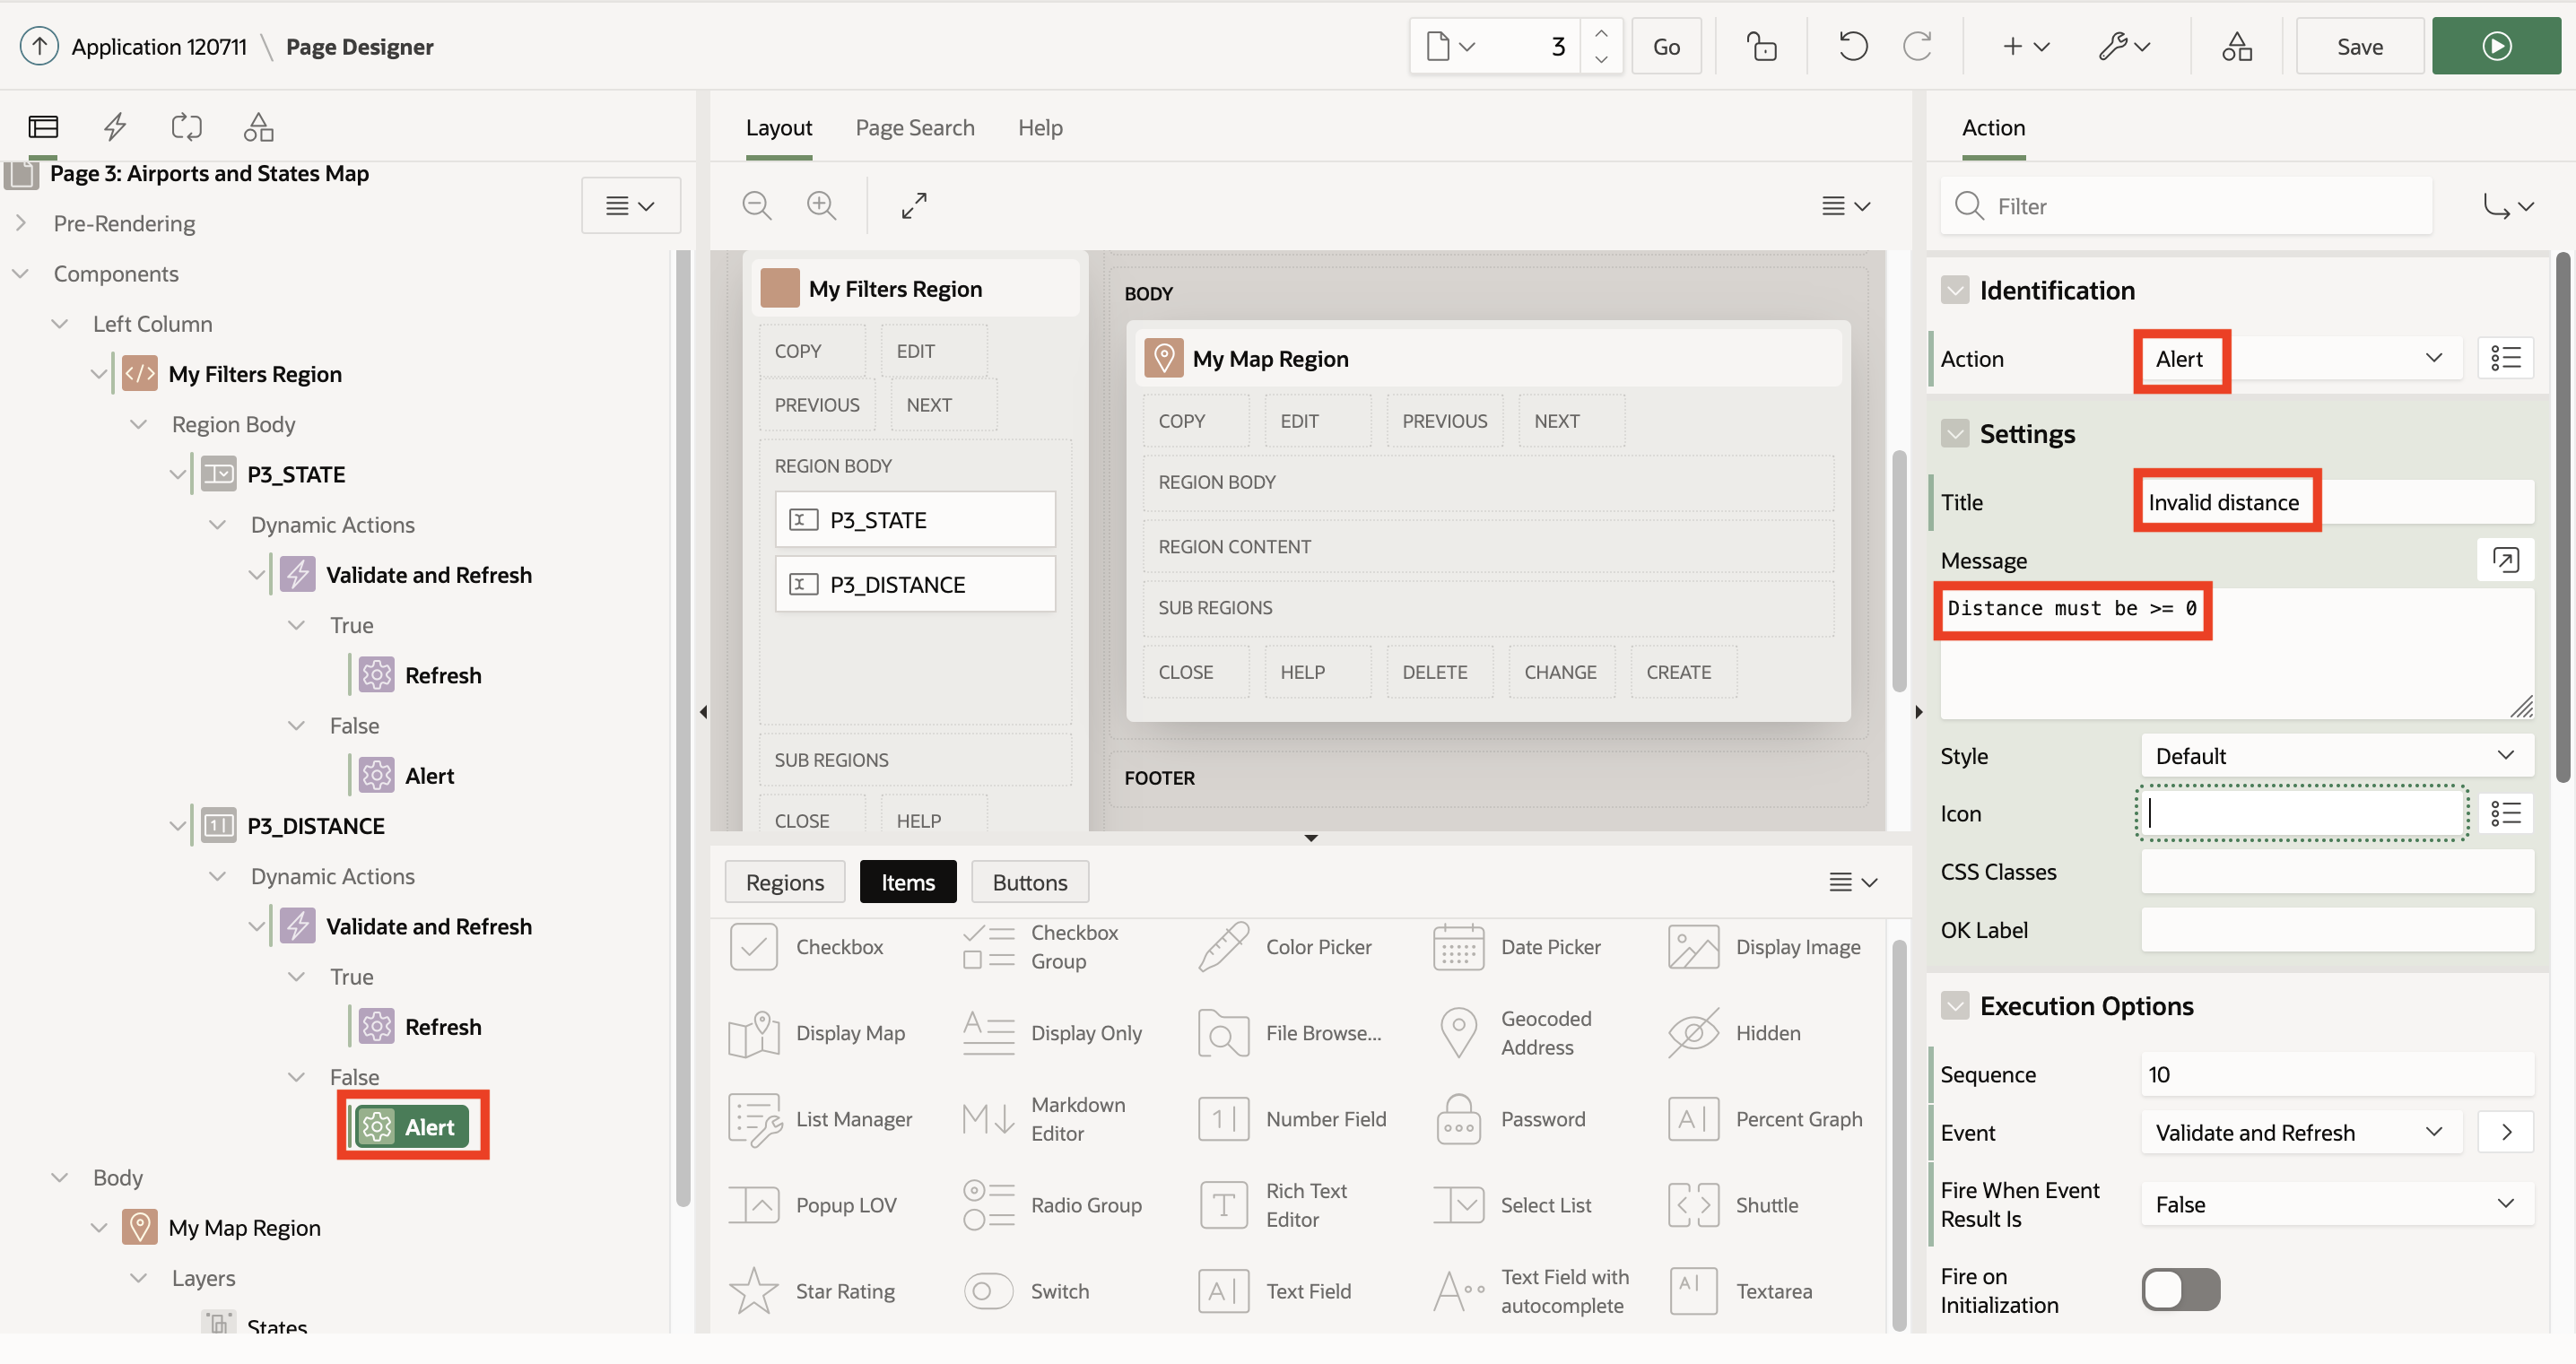 Application 120711 \ Page Designer
3
Go
Save
Page 3: Airports and States Map
Pre-Rendering
Components
Left Column
My Filters Region
Region Body
P3_STATE
Dynamic Actions
Validate and Refresh
True
Refresh
False
Alert
P3_DISTANCE
Dynamic Actions
Validate and Refresh
True
Refresh
False
Alert
Body
My Map Region
Layers
States
Layout Page Search Help
My Filters Region
COPY EDIT
PREVIOUS NEXT
REGION BODY
P3_STATE
P3_DISTANCE
SUB REGIONS
CLOSE HELP
BODY
My Map Region
COPY EDIT PREVIOUS NEXT
REGION BODY
REGION CONTENT
SUB REGIONS
CLOSE HELP DELETE CHANGE CREATE
FOOTER
Regions Items Buttons
Checkbox
Checkbox
Group
Color Picker
Date Picker
Display Image
Display Map
Display Only
File Browse...
Geocoded
Address
Hidden
List Manager
Markdown
Editor
Number Field
Password
Percent Graph
Popup LOV
Radio Group
Rich Text
Editor
Select List
Shuttle
Star Rating
Switch
Text Field
Text Field with
autocomplete
Textarea
Action
Filter
Identification
Action Alert
Settings
Title Invalid distance
Message
Distance must be >= 0
Style Default
Icon
CSS Classes
OK Label
Execution Options
Sequence 10
Event Validate and Refresh
Fire When Event
Result Is
False
Fire on
Initialization